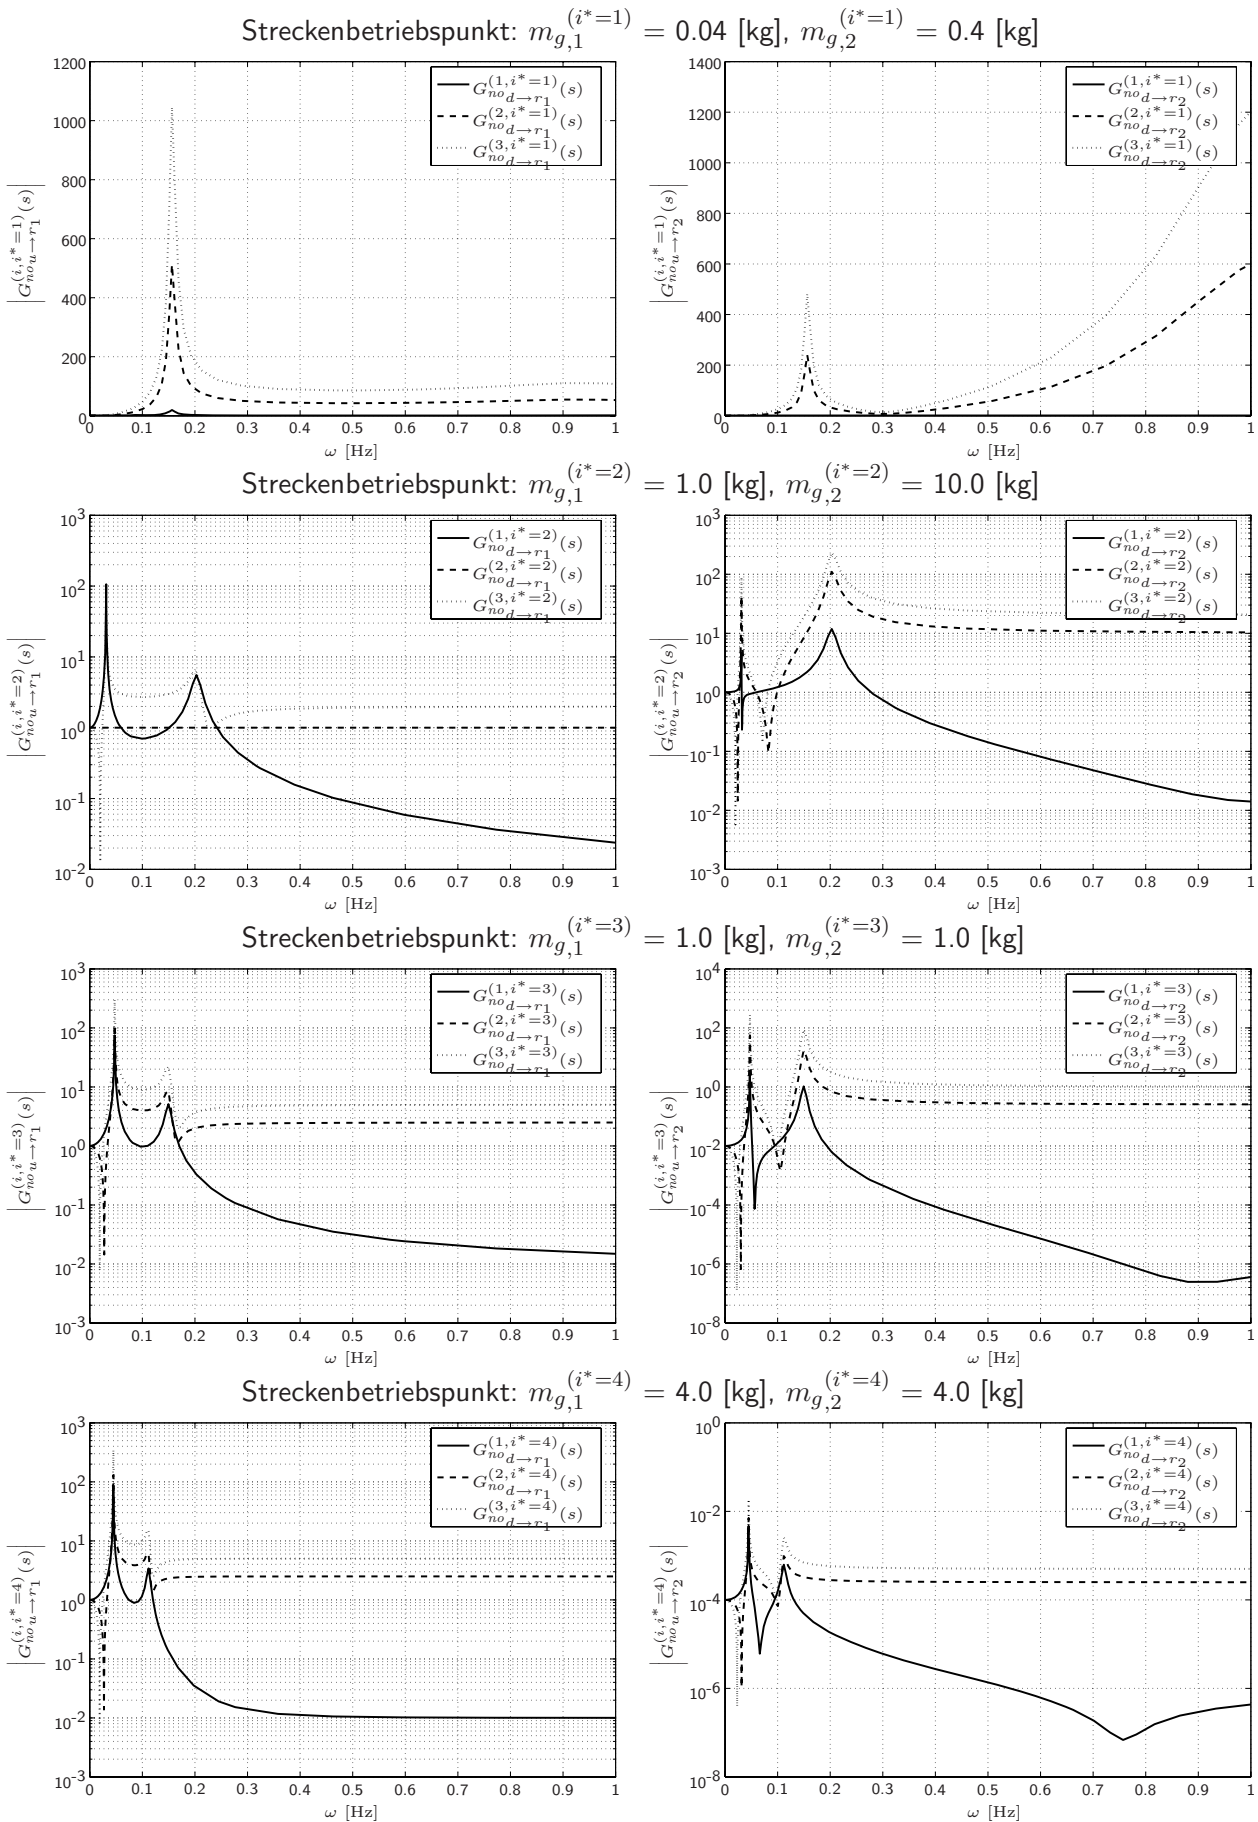 Streckenbetriebspunkt: m_{g,1}^{(i*=1)} = 0.04 [kg], m_{g,2}^{(i*=1)} = 0.4 [kg]
|G_{no u→r_1}^{(i,i*=1)}(s)|
1200
1000
800
600
400
200
0
0 0.1 0.2 0.3 0.4 0.5 0.6 0.7 0.8 0.9 1
ω [Hz]
G_{no d→r_1}^{(1,i*=1)}(s)
G_{no d→r_1}^{(2,i*=1)}(s)
G_{no d→r_1}^{(3,i*=1)}(s)
|G_{no u→r_2}^{(i,i*=1)}(s)|
1400
1200
1000
800
600
400
200
0
0 0.1 0.2 0.3 0.4 0.5 0.6 0.7 0.8 0.9 1
ω [Hz]
G_{no d→r_2}^{(1,i*=1)}(s)
G_{no d→r_2}^{(2,i*=1)}(s)
G_{no d→r_2}^{(3,i*=1)}(s)
Streckenbetriebspunkt: m_{g,1}^{(i*=2)} = 1.0 [kg], m_{g,2}^{(i*=2)} = 10.0 [kg]
|G_{no u→r_1}^{(i,i*=2)}(s)|
10^3
10^2
10^1
10^0
10^-1
10^-2
0 0.1 0.2 0.3 0.4 0.5 0.6 0.7 0.8 0.9 1
ω [Hz]
G_{no d→r_1}^{(1,i*=2)}(s)
G_{no d→r_1}^{(2,i*=2)}(s)
G_{no d→r_1}^{(3,i*=2)}(s)
|G_{no u→r_2}^{(i,i*=2)}(s)|
10^3
10^2
10^1
10^0
10^-1
10^-2
10^-3
0 0.1 0.2 0.3 0.4 0.5 0.6 0.7 0.8 0.9 1
ω [Hz]
G_{no d→r_2}^{(1,i*=2)}(s)
G_{no d→r_2}^{(2,i*=2)}(s)
G_{no d→r_2}^{(3,i*=2)}(s)
Streckenbetriebspunkt: m_{g,1}^{(i*=3)} = 1.0 [kg], m_{g,2}^{(i*=3)} = 1.0 [kg]
|G_{no u→r_1}^{(i,i*=3)}(s)|
10^3
10^2
10^1
10^0
10^-1
10^-2
10^-3
0 0.1 0.2 0.3 0.4 0.5 0.6 0.7 0.8 0.9 1
ω [Hz]
G_{no d→r_1}^{(1,i*=3)}(s)
G_{no d→r_1}^{(2,i*=3)}(s)
G_{no d→r_1}^{(3,i*=3)}(s)
|G_{no u→r_2}^{(i,i*=3)}(s)|
10^4
10^2
10^0
10^-2
10^-4
10^-6
10^-8
0 0.1 0.2 0.3 0.4 0.5 0.6 0.7 0.8 0.9 1
ω [Hz]
G_{no d→r_2}^{(1,i*=3)}(s)
G_{no d→r_2}^{(2,i*=3)}(s)
G_{no d→r_2}^{(3,i*=3)}(s)
Streckenbetriebspunkt: m_{g,1}^{(i*=4)} = 4.0 [kg], m_{g,2}^{(i*=4)} = 4.0 [kg]
|G_{no u→r_1}^{(i,i*=4)}(s)|
10^3
10^2
10^1
10^0
10^-1
10^-2
10^-3
0 0.1 0.2 0.3 0.4 0.5 0.6 0.7 0.8 0.9 1
ω [Hz]
G_{no d→r_1}^{(1,i*=4)}(s)
G_{no d→r_1}^{(2,i*=4)}(s)
G_{no d→r_1}^{(3,i*=4)}(s)
|G_{no u→r_2}^{(i,i*=4)}(s)|
10^0
10^-2
10^-4
10^-6
10^-8
0 0.1 0.2 0.3 0.4 0.5 0.6 0.7 0.8 0.9 1
ω [Hz]
G_{no d→r_2}^{(1,i*=4)}(s)
G_{no d→r_2}^{(2,i*=4)}(s)
G_{no d→r_2}^{(3,i*=4)}(s)